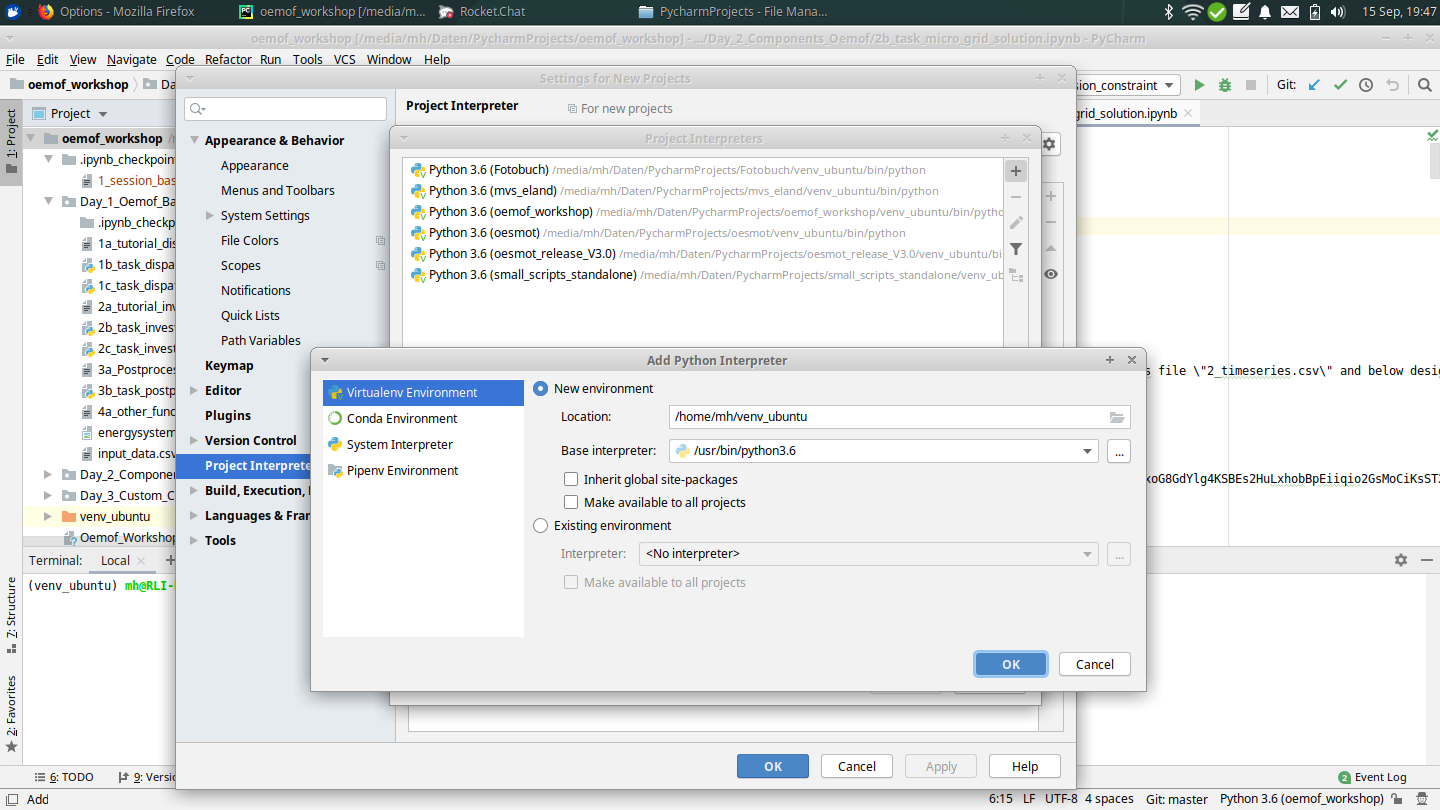 Options - Mozilla Firefox
oemof_workshop [/media/m...
Rocket.Chat
PycharmProjects - File Mana...
15 Sep, 19:47
oemof_workshop [/media/mh/Daten/PycharmProjects/oemof_workshop] - .../Day_2_Components_Oemof/2b_task_micro_grid_solution.ipynb - PyCharm
File Edit View Navigate Code Refactor Run Tools VCS Window Help
oemof_workshop
Da
sion_constraint
Git:
Settings for New Projects
Project
grid_solution.ipynb
1: Project
oemof_workshop
.ipynb_checkpoin
1_session_bas
Day_1_Oemof_Ba
.ipynb_checkp
1a_tutorial_dis
1b_task_dispa
1c_task_dispat
2a_tutorial_inv
2b_task_invest
2c_task_invest
3a_Postproces
3b_task_postp
4a_other_func
energysystem
input_data.csv
Day_2_Componen
Day_3_Custom_C
venv_ubuntu
Oemof_Workshop
Appearance & Behavior
Appearance
Menus and Toolbars
System Settings
File Colors
Scopes
Notifications
Quick Lists
Path Variables
Keymap
Editor
Plugins
Version Control
Project Interprete
Build, Execution,
Languages & Fran
Tools
Project Interpreter
For new projects
Project Interpreters
Python 3.6 (Fotobuch) /media/mh/Daten/PycharmProjects/Fotobuch/venv_ubuntu/bin/python
Python 3.6 (mvs_eland) /media/mh/Daten/PycharmProjects/mvs_eland/venv_ubuntu/bin/python
Python 3.6 (oemof_workshop) /media/mh/Daten/PycharmProjects/oemof_workshop/venv_ubuntu/bin/pytho
Python 3.6 (oesmot) /media/mh/Daten/PycharmProjects/oesmot/venv_ubuntu/bin/python
Python 3.6 (oesmot_release_V3.0) /media/mh/Daten/PycharmProjects/oesmot_release_V3.0/venv_ubuntu/bi
Python 3.6 (small_scripts_standalone) /media/mh/Daten/PycharmProjects/small_scripts_standalone/venv_ub
Add Python Interpreter
Virtualenv Environment
Conda Environment
System Interpreter
Pipenv Environment
New environment
Location: /home/mh/venv_ubuntu
Base interpreter: /usr/bin/python3.6 ...
Inherit global site-packages
Make available to all projects
Existing environment
Interpreter: <No interpreter> ...
Make available to all projects
OK Cancel
s file \"2_timeseries.csv\" and below desig
xoG8GdYlg4KSBEs2HuLxhobBpEiiqio2GsMoCiKsST
Terminal: Local
(venv_ubuntu) mh@RLI-
7: Structure
2: Favorites
OK Cancel Apply Help
6: TODO
9: Versio
2 Event Log
Add
6:15 LF UTF-8 4 spaces Git: master Python 3.6 (oemof_workshop)